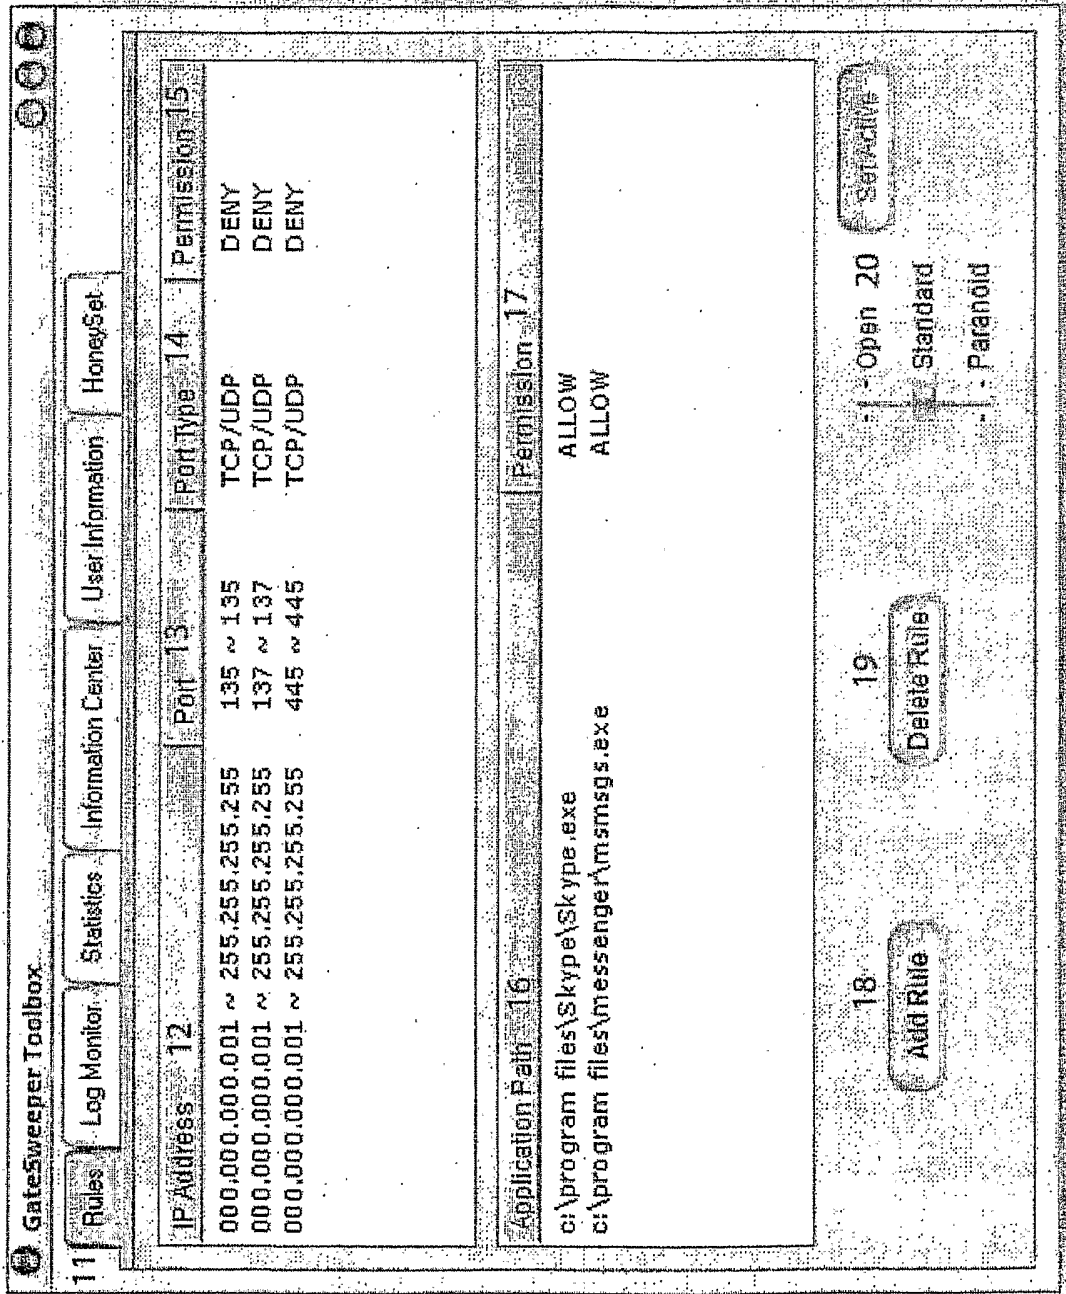 GateSweeper Toolbox
11 Rules Log Monitor Statistics Information Center User Information HoneySet
IP Address 12 Port 13 Port Type 14 Permission 15
000.000.000.001 ~ 255.255.255.255 135 ~ 135 TCP/UDP DENY
000.000.000.001 ~ 255.255.255.255 137 ~ 137 TCP/UDP DENY
000.000.000.001 ~ 255.255.255.255 445 ~ 445 TCP/UDP DENY
Application Path 16 Permission 17
c:\program files\Skype\Skype.exe ALLOW
c:\program files\messenger\msmsgs.exe ALLOW
18 19 - Open 20 Set Active
Add Rule Delete Rule - Standard
- Paranoid